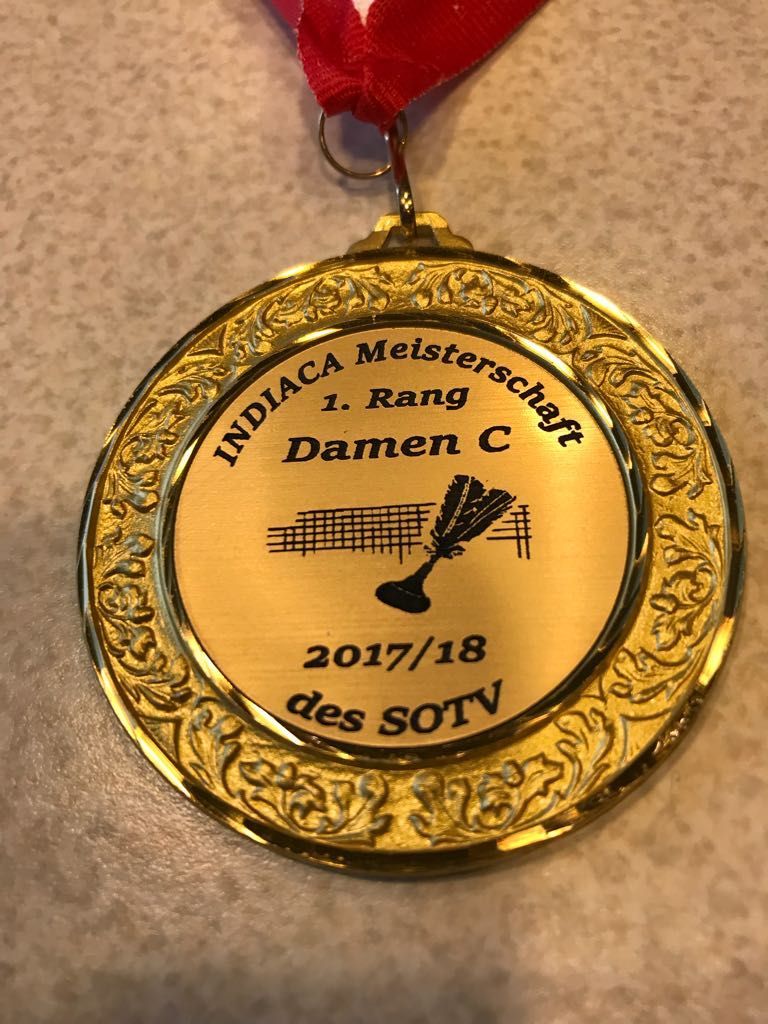 INDIACA Meisterschaft
1. Rang
Damen C
2017/18
des SOTV